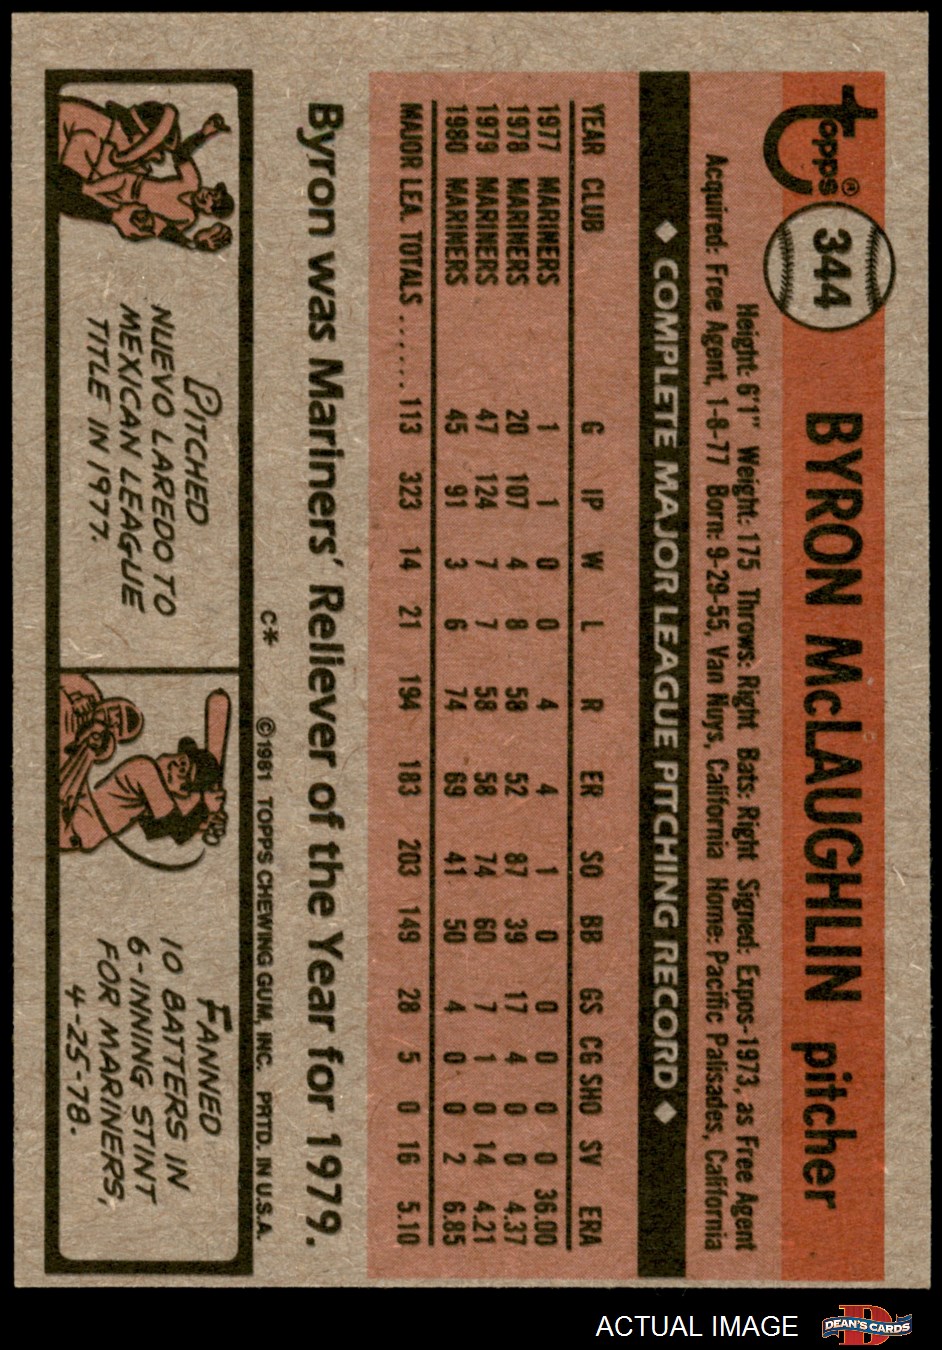 topps®
344
BYRON McLAUGHLIN pitcher
Height: 6'1" Weight: 175 Throws: Right Bats: Right Signed: Expos-1973, as Free Agent
Acquired: Free Agent, 1-8-77 Born: 9-29-55, Van Nuys, California Home: Pacific Palisades, California
◆ COMPLETE MAJOR LEAGUE PITCHING RECORD ◆
YEAR CLUB G IP W L R ER SO BB GS CG SHO SV ERA
1977 MARINERS 1 1 0 0 4 4 1 0 0 0 0 0 36.00
1978 MARINERS 20 107 4 8 58 52 87 39 17 4 0 0 4.37
1979 MARINERS 47 124 7 7 58 58 74 60 7 1 0 14 4.21
1980 MARINERS 45 91 3 6 74 69 41 50 4 0 0 2 6.85
MAJOR LEA. TOTALS ...... 113 323 14 21 194 183 203 149 28 5 0 16 5.10
Byron was Mariners' Reliever of the Year for 1979.
C* ©1981 TOPPS CHEWING GUM, INC. PRTD. IN U.S.A.
PITCHED
NUEVO LAREDO TO
MEXICAN LEAGUE
TITLE IN 1977.
FANNED
10 BATTERS IN
6-INNING STINT
FOR MARINERS,
4-25-78.
ACTUAL IMAGE
DEAN'S CARDS